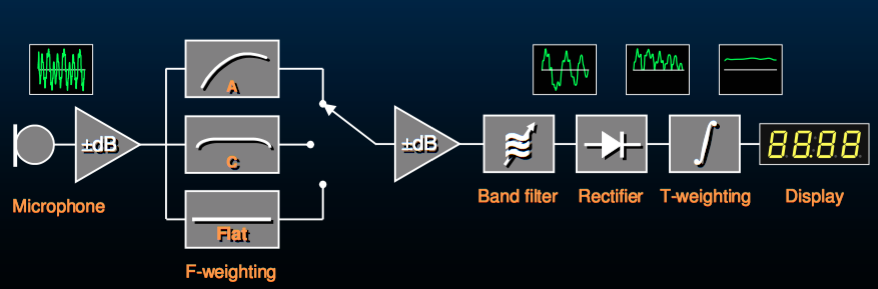 A
±dB
C
±dB
88:88
Microphone
Flat
Band filter
Rectifier
T-weighting
Display
F-weighting